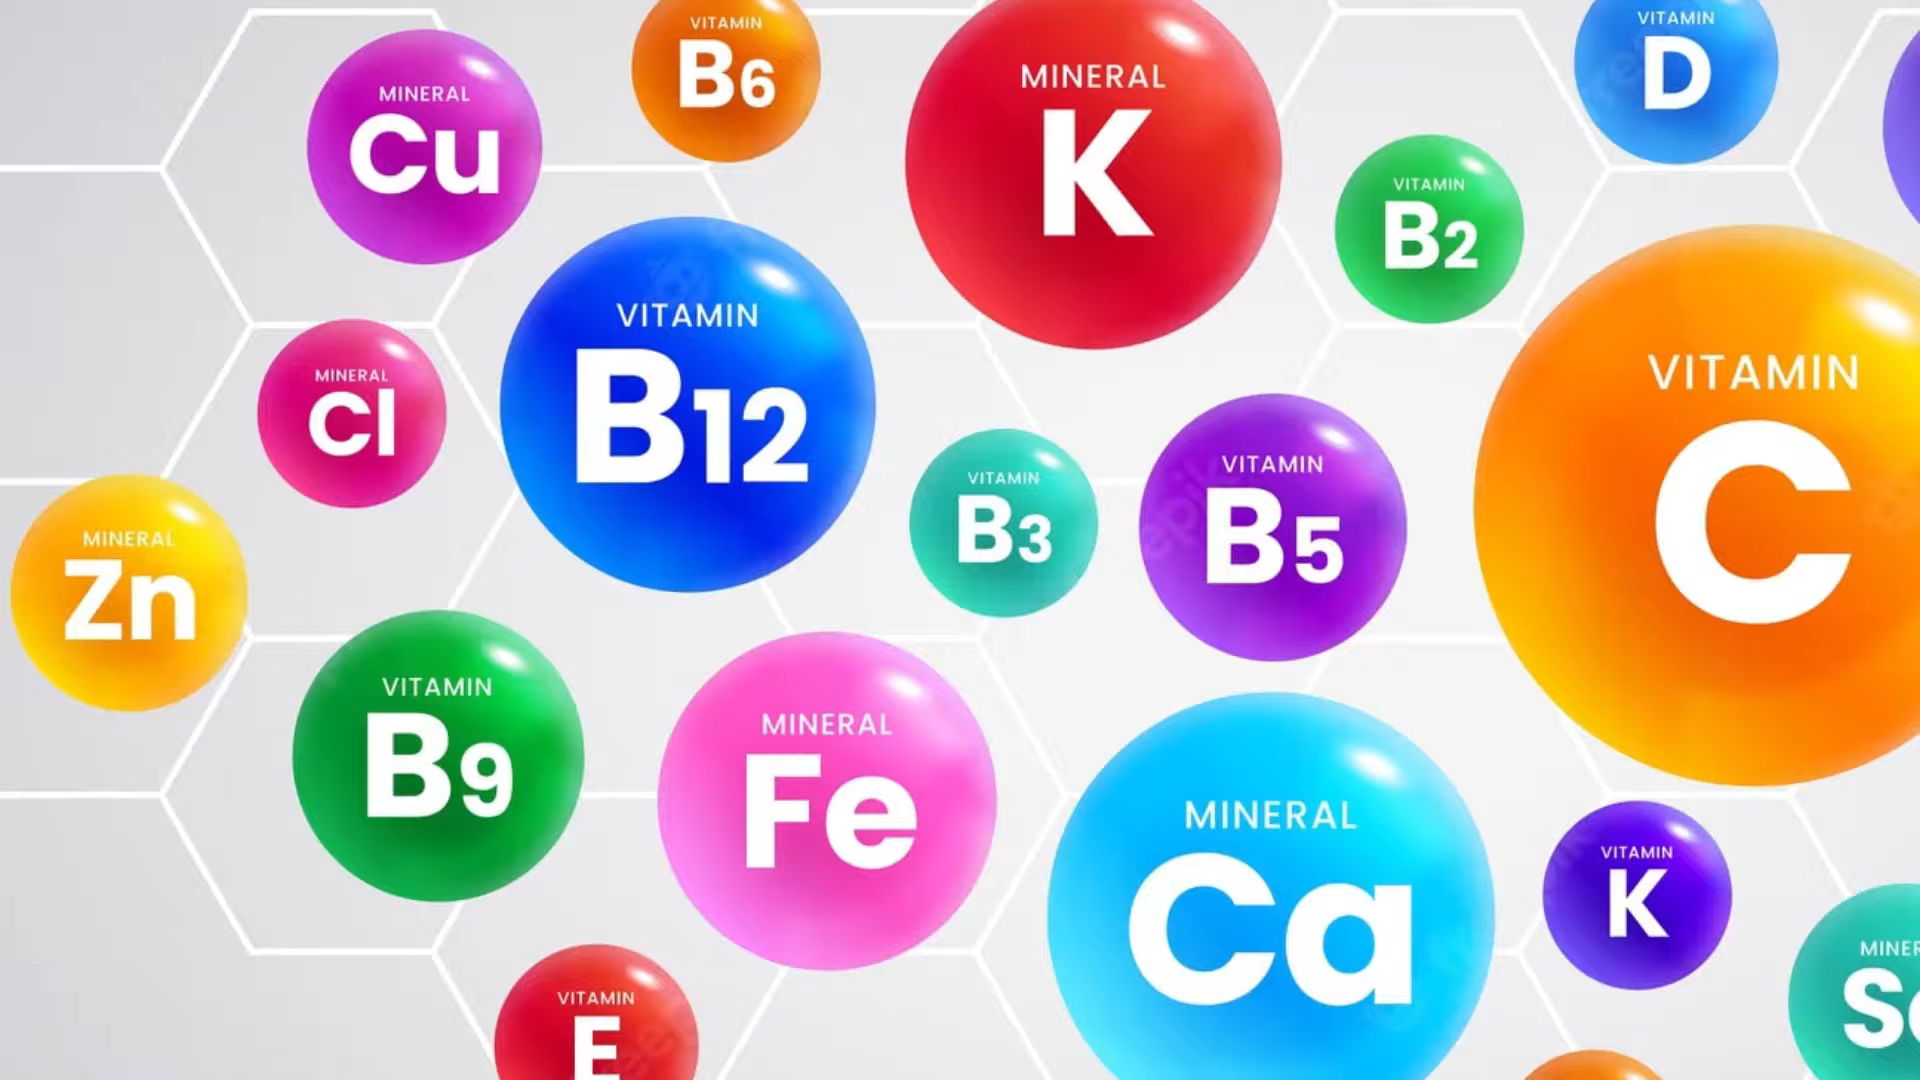 VITAMIN
B6
MINERAL
K
VITAMIN
D
MINERAL
Cu
VITAMIN
B2
VITAMIN
B12
VITAMIN
C
MINERAL
Cl
VITAMIN
B3
VITAMIN
B5
MINERAL
Zn
VITAMIN
B9
MINERAL
Fe
MINERAL
Ca
VITAMIN
K
VITAMIN
E